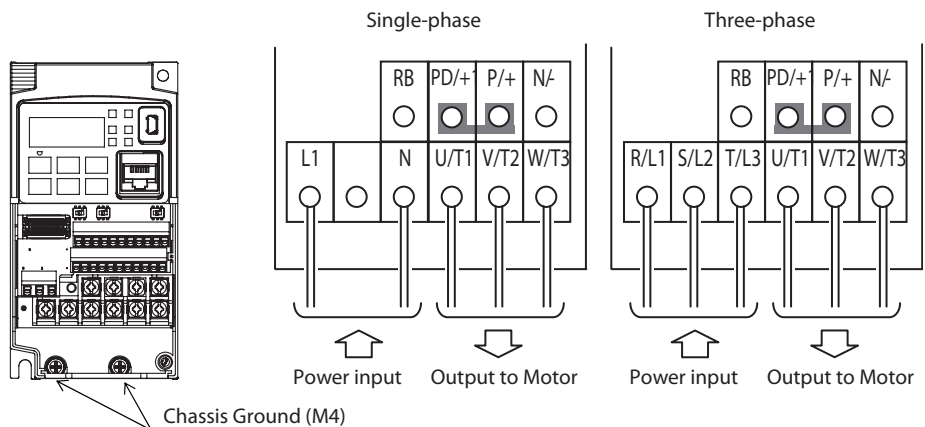 Single-phase
Three-phase
RB PD/+1 P/+ N/-
L1 N U/T1 V/T2 W/T3
Power input Output to Motor
RB PD/+1 P/+ N/-
R/L1 S/L2 T/L3 U/T1 V/T2 W/T3
Power input Output to Motor
Chassis Ground (M4)